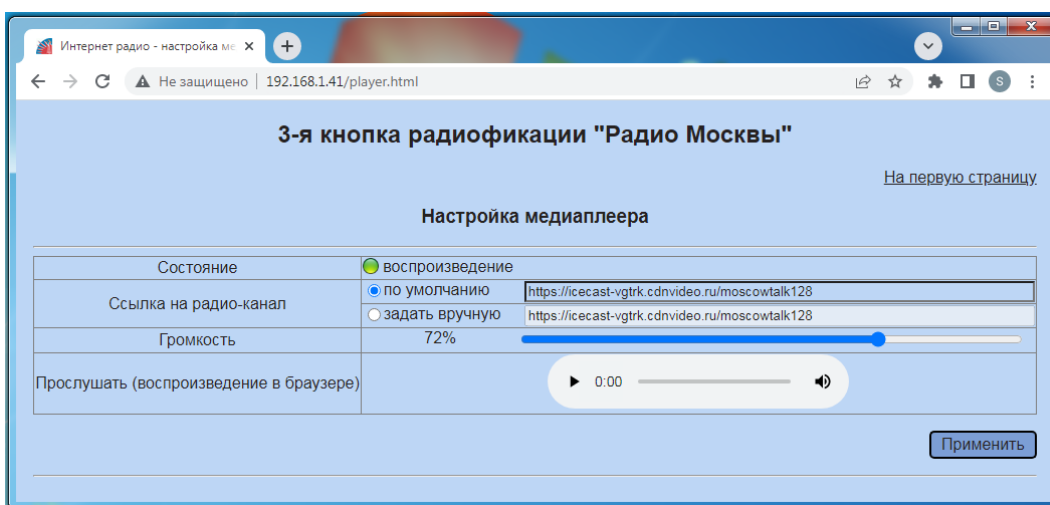 Интернет радио - настройка ме
Не защищено | 192.168.1.41/player.html
S
3-я кнопка радиофикации "Радио Москвы"
На первую страницу
Настройка медиаплеера
Состояние воспроизведение
Ссылка на радио-канал
по умолчанию https://icecast-vgtrk.cdnvideo.ru/moscowtalk128
задать вручную https://icecast-vgtrk.cdnvideo.ru/moscowtalk128
Громкость 72%
Прослушать (воспроизведение в браузере) 0:00
Применить